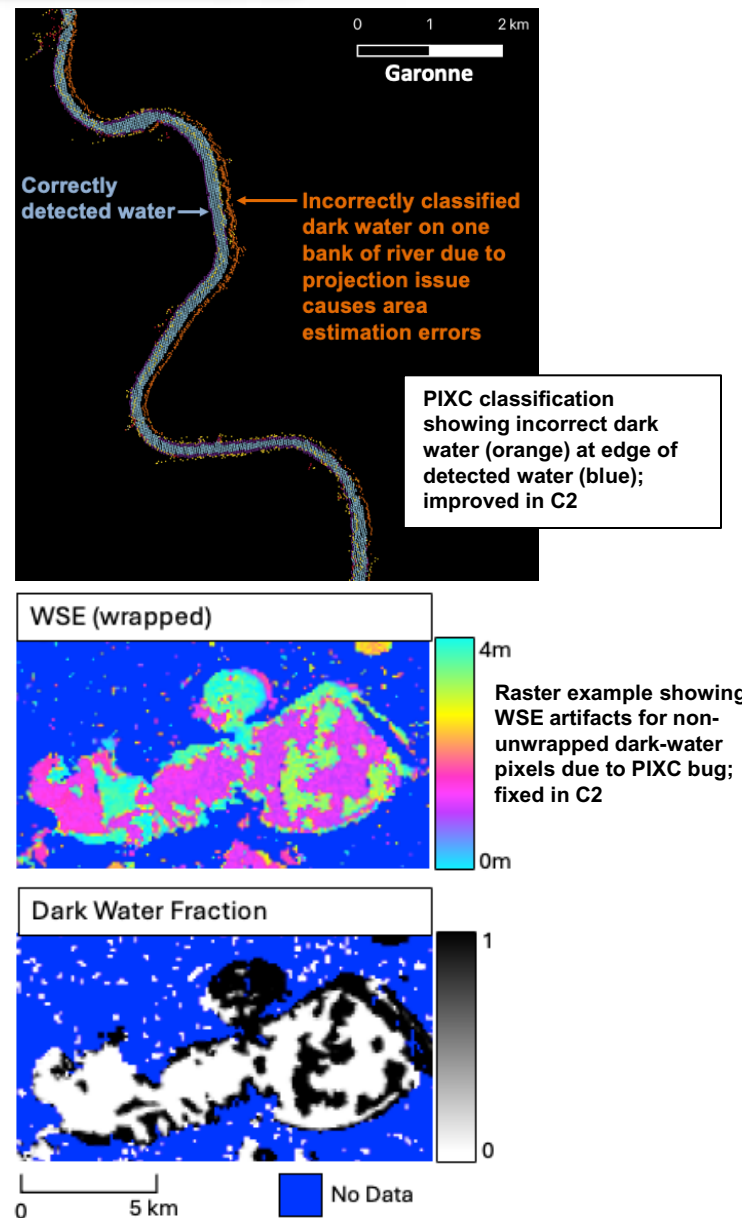 0 1 2 km
Garonne
Correctly
detected water
Incorrectly classified
dark water on one
bank of river due to
projection issue
causes area
estimation errors
PIXC classification
showing incorrect dark
water (orange) at edge of
detected water (blue);
improved in C2
WSE (wrapped)
4m
0m
Raster example showing
WSE artifacts for non-
unwrapped dark-water
pixels due to PIXC bug;
fixed in C2
Dark Water Fraction
1
0
0 5 km
No Data